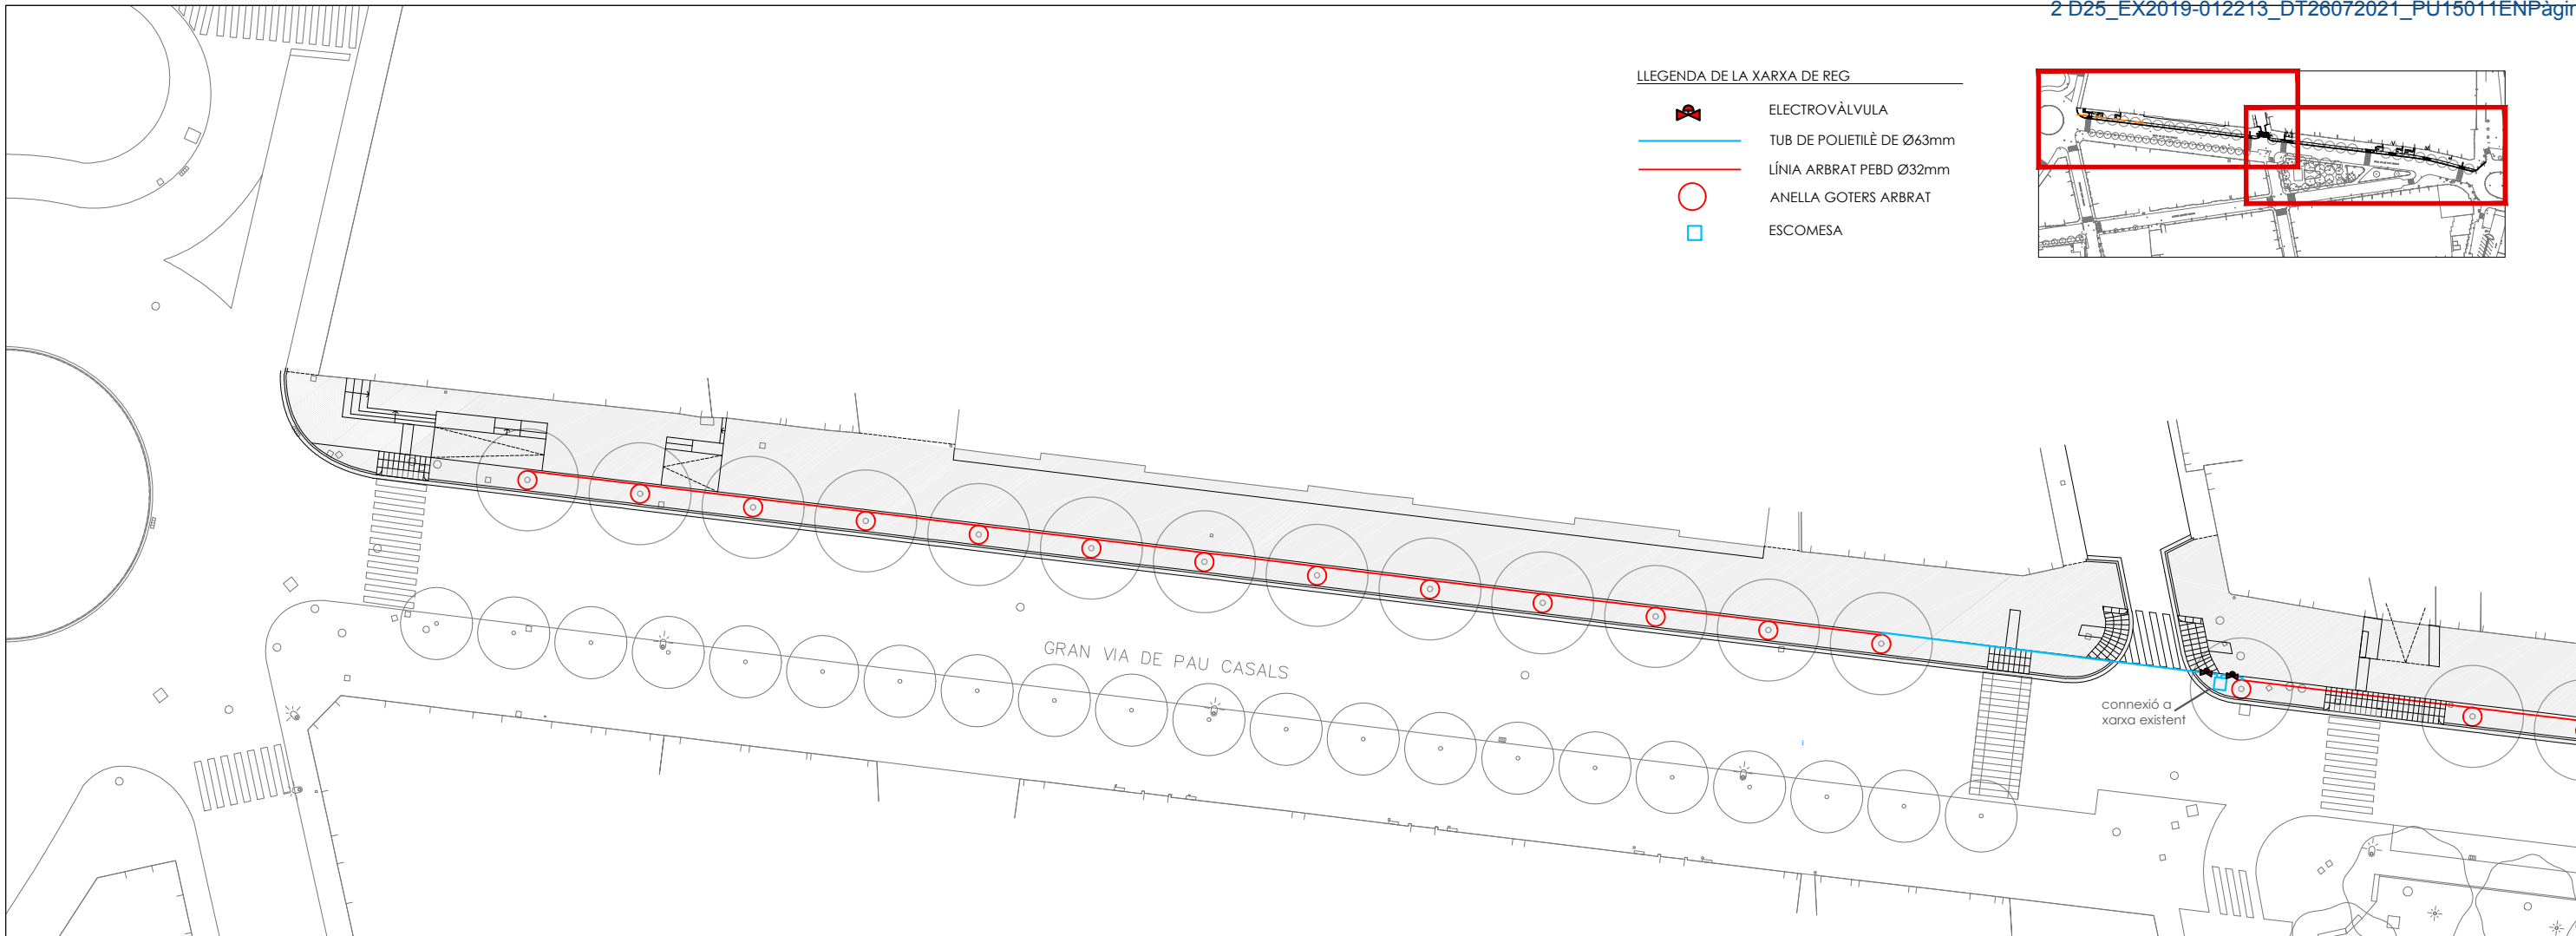 2 D25_EX2019-012213_DT26072021_PU15011ENPàgin
LLEGENDA DE LA XARXA DE REG
ELECTROVÀLVULA
TUB DE POLIETILÈ DE Ø63mm
LÍNIA ARBRAT PEBD Ø32mm
ANELLA GOTERS ARBRAT
ESCOMESA
GRAN VIA DE PAU CASALS
connexió a
xarxa existent